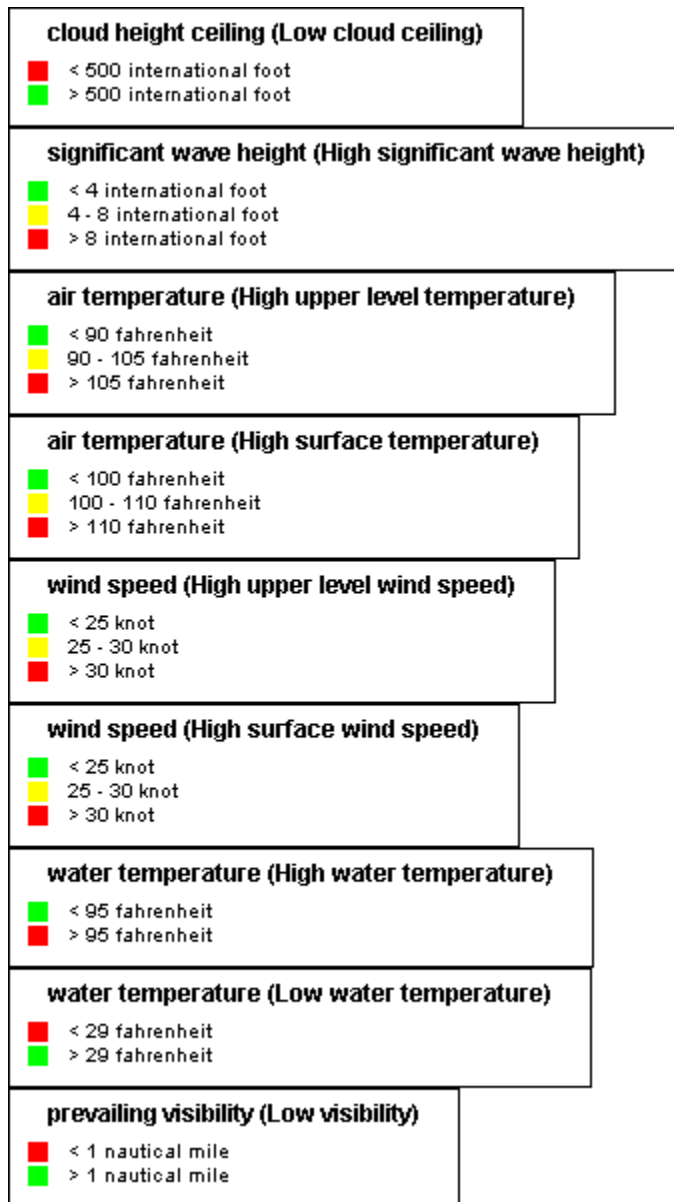 cloud height ceiling (Low cloud ceiling)
< 500 international foot
> 500 international foot
significant wave height (High significant wave height)
< 4 international foot
4 - 8 international foot
> 8 international foot
air temperature (High upper level temperature)
< 90 fahrenheit
90 - 105 fahrenheit
> 105 fahrenheit
air temperature (High surface temperature)
< 100 fahrenheit
100 - 110 fahrenheit
> 110 fahrenheit
wind speed (High upper level wind speed)
< 25 knot
25 - 30 knot
> 30 knot
wind speed (High surface wind speed)
< 25 knot
25 - 30 knot
> 30 knot
water temperature (High water temperature)
< 95 fahrenheit
> 95 fahrenheit
water temperature (Low water temperature)
< 29 fahrenheit
> 29 fahrenheit
prevailing visibility (Low visibility)
< 1 nautical mile
> 1 nautical mile